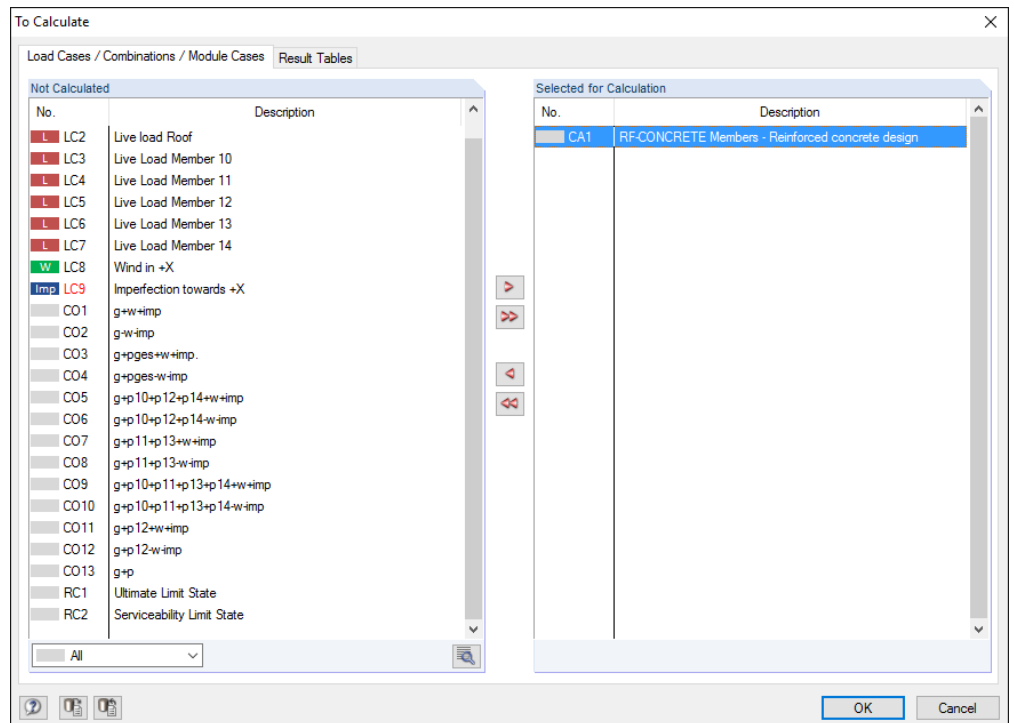 To Calculate
Load Cases / Combinations / Module Cases Result Tables
Not Calculated
No. Description
L LC2 Live load Roof
L LC3 Live Load Member 10
L LC4 Live Load Member 11
L LC5 Live Load Member 12
L LC6 Live Load Member 13
L LC7 Live Load Member 14
W LC8 Wind in +X
Imp LC9 Imperfection towards +X
CO1 g+w+imp
CO2 g-w-imp
CO3 g+pges+w+imp.
CO4 g+pges-w-imp
CO5 g+p10+p12+p14+w+imp
CO6 g+p10+p12+p14-w-imp
CO7 g+p11+p13+w+imp
CO8 g+p11+p13-w-imp
CO9 g+p10+p11+p13+p14+w+imp
CO10 g+p10+p11+p13+p14-w-imp
CO11 g+p12+w+imp
CO12 g+p12-w-imp
CO13 g+p
RC1 Ultimate Limit State
RC2 Serviceability Limit State
All
Selected for Calculation
No. Description
CA1 RF-CONCRETE Members - Reinforced concrete design
OK Cancel